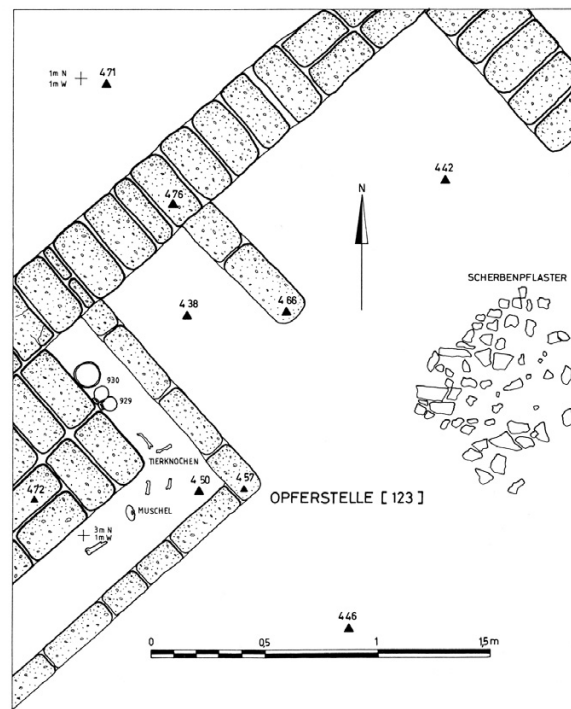 1m N
1m W
471
442
476
N
SCHERBENPFLASTER
438
466
930
929
TIERKNOCHEN
472
450
457
OPFERSTELLE [123]
MUSCHEL
3m N
1m W
446
0
0,5
1
1,5 m